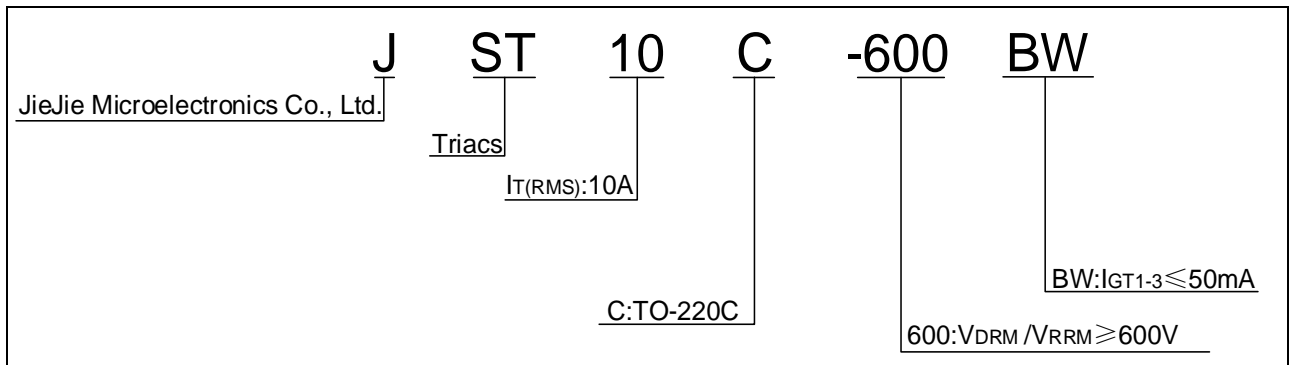 J ST 10 C -600 BW
JieJie Microelectronics Co., Ltd.
Triacs
IT(RMS):10A
BW:IGT1-3≤50mA
C:TO-220C
600:VDRM /VRRM≥600V